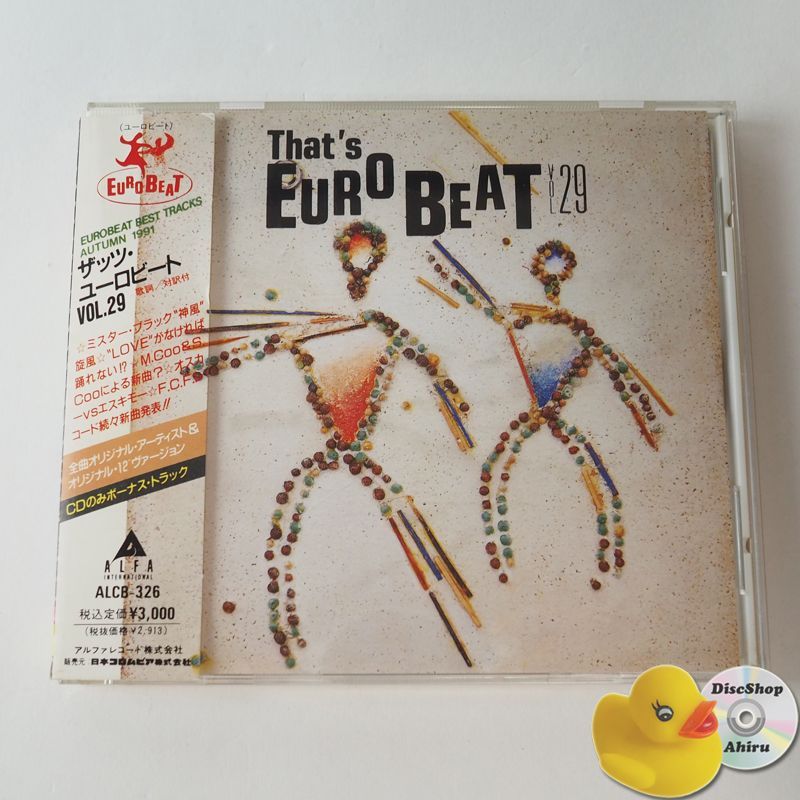 (ユーロビート)
EUROBEAT
EUROBEAT BEST TRACKS
AUTUMN 1991
ザッツ・
ユーロビート
VOL.29
歌詞/対訳付
☆ミスター・ブラック"神風"
旋風☆"LOVE"がなければ
踊れない!?☆M.Coo&S.
Cooによる新曲?☆オスカ
ーvsエスキモー☆F.C.F.
コード続々新曲発表!!
全曲オリジナル・アーティスト&
オリジナル・12"ヴァージョン
CDのみボーナス・トラック
ALFA
INTERNATIONAL
ALCB-326
税込定価¥3,000
(税抜価格¥2,913)
アルファレコード株式会社
販売元 日本コロムビア株式会社
That's
EURO BEAT
VOL 29
DiscShop
Ahiru